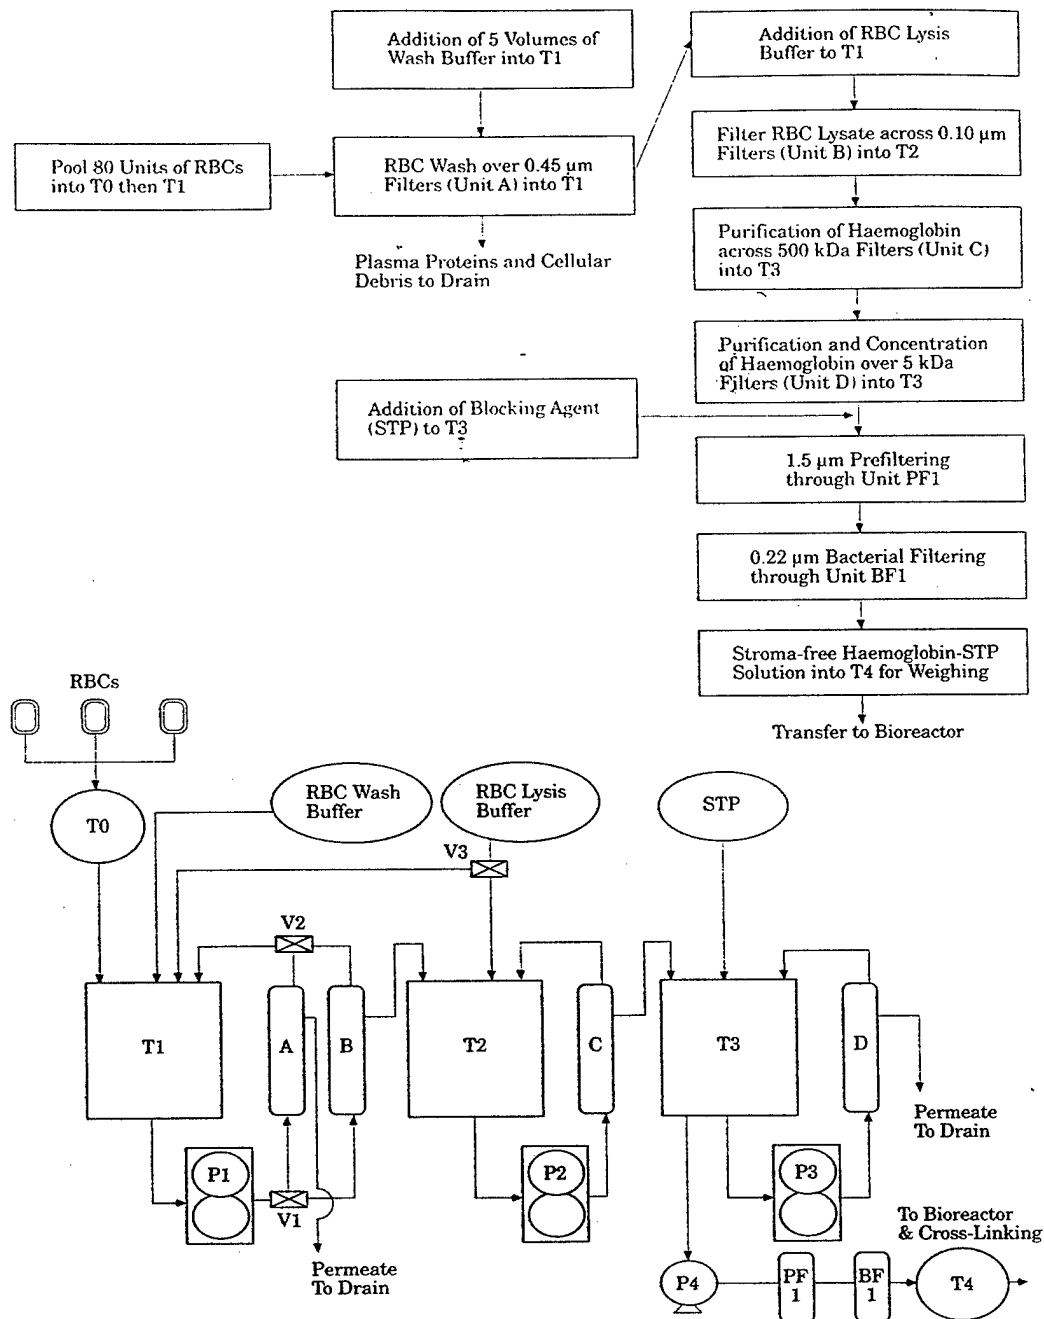 Addition of 5 Volumes of
Wash Buffer into T1
Addition of RBC Lysis
Buffer to T1
Pool 80 Units of RBCs
into T0 then T1
RBC Wash over 0.45 µm
Filters (Unit A) into T1
Filter RBC Lysate across 0.10 µm
Filters (Unit B) into T2
Plasma Proteins and Cellular
Debris to Drain
Purification of Haemoglobin
across 500 kDa Filters (Unit C)
into T3
Purification and Concentration
of Haemoglobin over 5 kDa
Filters (Unit D) into T3
Addition of Blocking Agent
(STP) to T3
1.5 µm Prefiltering
through Unit PF1
0.22 µm Bacterial Filtering
through Unit BF1
Stroma-free Haemoglobin-STP
Solution into T4 for Weighing
Transfer to Bioreactor
RBCs
T0
RBC Wash
Buffer
RBC Lysis
Buffer
STP
V3
V2
T1
A
B
T2
C
T3
D
Permeate
To Drain
P1
V1
P2
P3
Permeate
To Drain
To Bioreactor
& Cross-Linking
P4
PF
1
BF
1
T4